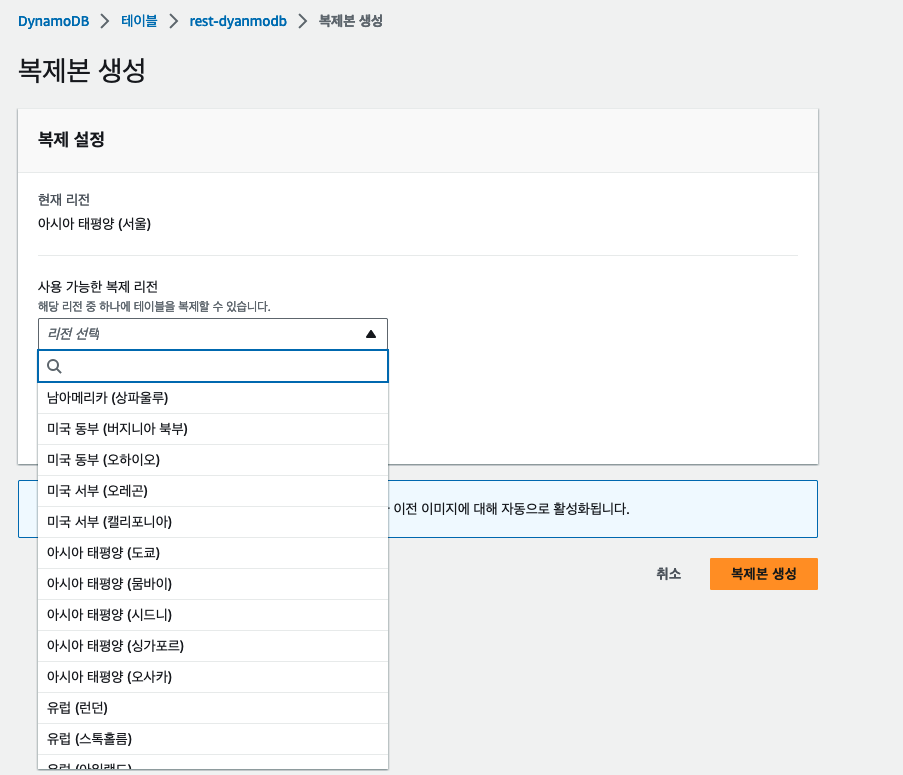 DynamoDB > 테이블 > rest-dyanmodb > 복제본 생성
복제본 생성
복제 설정
현재 리전
아시아 태평양 (서울)
사용 가능한 복제 리전
해당 리전 중 하나에 테이블을 복제할 수 있습니다.
리전 선택
남아메리카 (상파울루)
미국 동부 (버지니아 북부)
미국 동부 (오하이오)
미국 서부 (오레곤)
이전 이미지에 대해 자동으로 활성화됩니다.
미국 서부 (캘리포니아)
아시아 태평양 (도쿄)
취소
복제본 생성
아시아 태평양 (뭄바이)
아시아 태평양 (시드니)
아시아 태평양 (싱가포르)
아시아 태평양 (오사카)
유럽 (런던)
유럽 (스톡홀름)
유럽 (아일랜드)